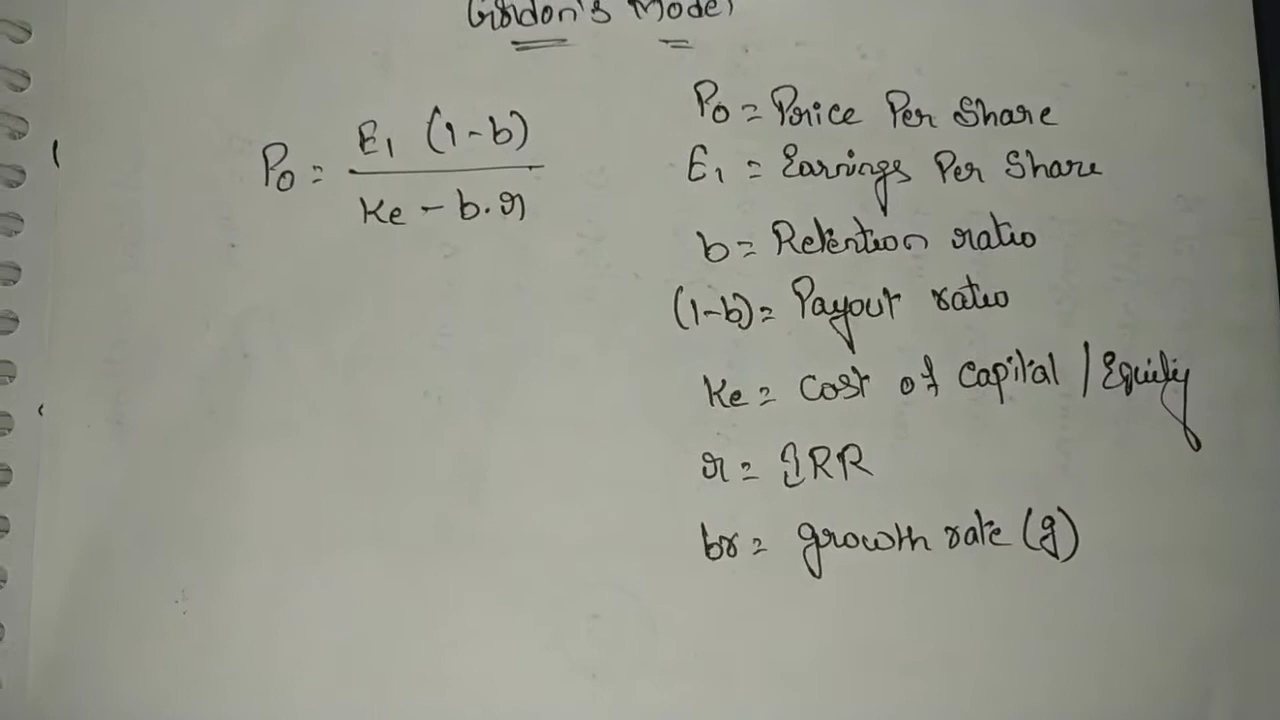 Gordon's Model
P₀ = E₁ (1-b) / Ke - b.r
P₀ = Price Per Share
E₁ = Earnings Per Share
b = Retention ratio
(1-b) = Payout ratio
Ke = Cost of Capital / Equity
r = IRR
br = growth rate (g)